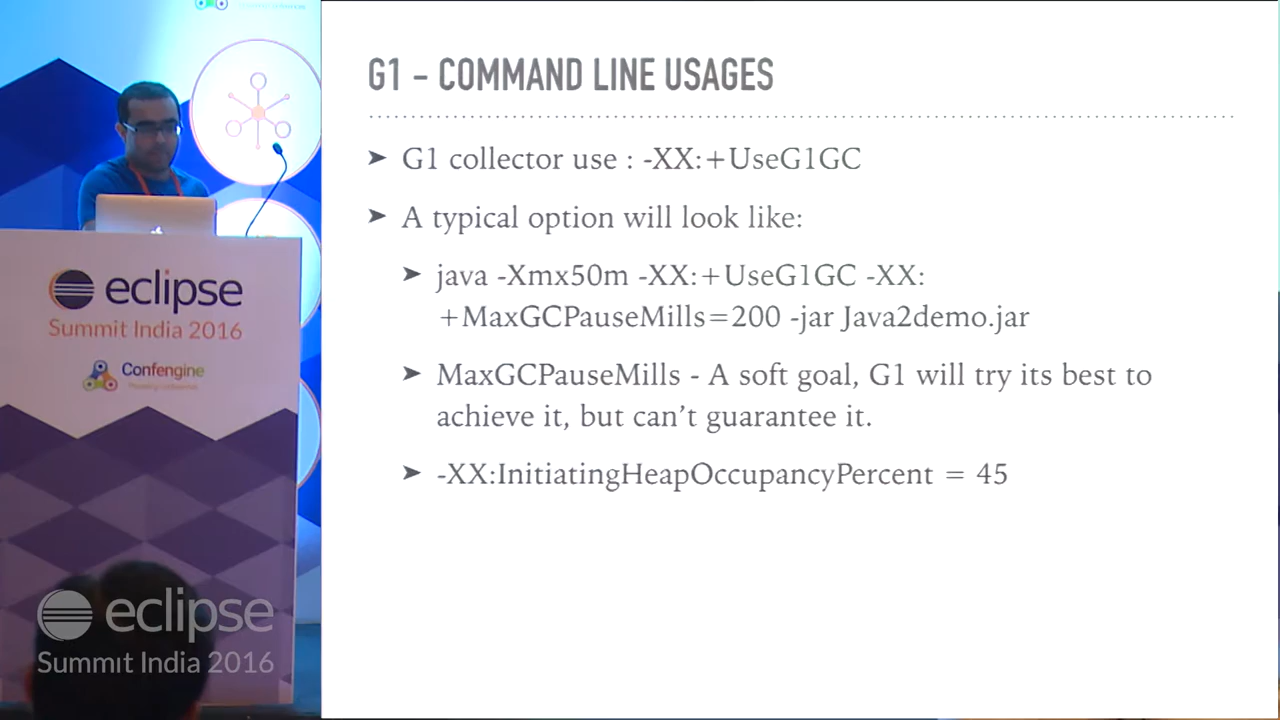 G1 – COMMAND LINE USAGES
➤ G1 collector use : -XX:+UseG1GC
➤ A typical option will look like:
➤ java -Xmx50m -XX:+UseG1GC -XX:
+MaxGCPauseMills=200 -jar Java2demo.jar
➤ MaxGCPauseMills - A soft goal, G1 will try its best to
achieve it, but can’t guarantee it.
➤ -XX:InitiatingHeapOccupancyPercent = 45
eclipse
Summit India 2016
Confengine
eclipse
Summit India 2016